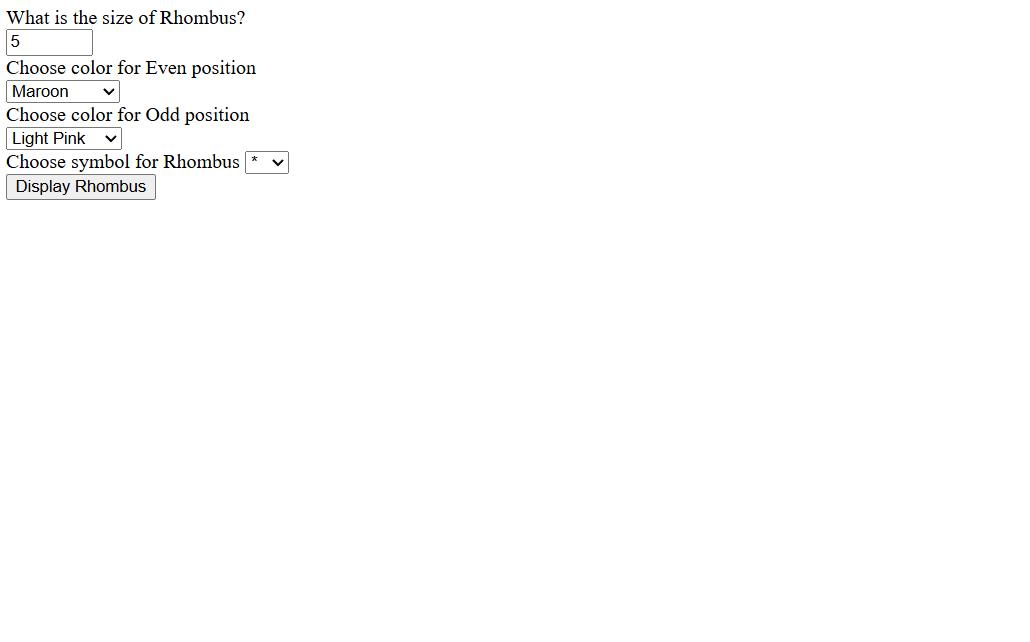 What is the size of Rhombus?
5
Choose color for Even position
Maroon
Choose color for Odd position
Light Pink
Choose symbol for Rhombus *
Display Rhombus